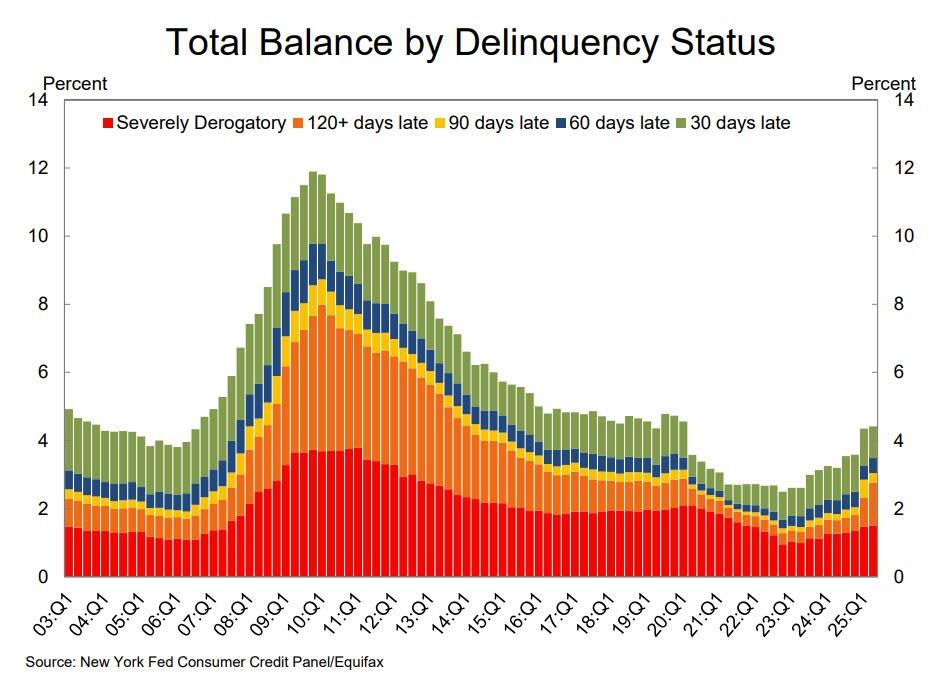 Total Balance by Delinquency Status
Percent Percent
14 14
Severely Derogatory 120+ days late 90 days late 60 days late 30 days late
12 12
10 10
8 8
6 6
4 4
2 2
0 0
03:Q1 04:Q1 05:Q1 06:Q1 07:Q1 08:Q1 09:Q1 10:Q1 11:Q1 12:Q1 13:Q1 14:Q1 15:Q1 16:Q1 17:Q1 18:Q1 19:Q1 20:Q1 21:Q1 22:Q1 23:Q1 24:Q1 25:Q1
Source: New York Fed Consumer Credit Panel/Equifax